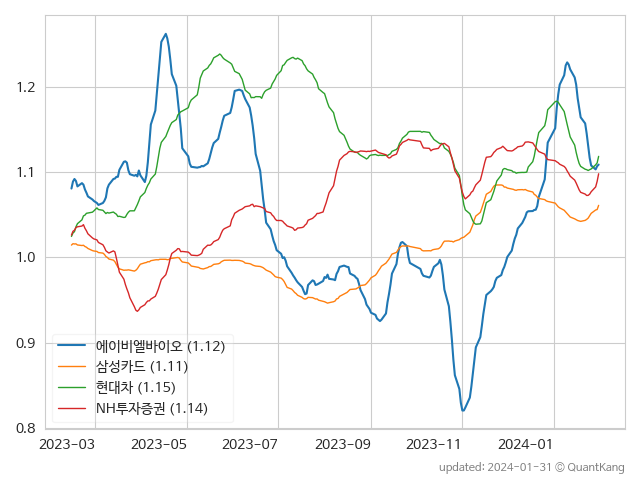 1.2
1.1
1.0
0.9
0.8
에이비엘바이오 (1.12)
삼성카드 (1.11)
현대차 (1.15)
NH투자증권 (1.14)
2023-03 2023-05 2023-07 2023-09 2023-11 2024-01
updated: 2024-01-31 © QuantKang